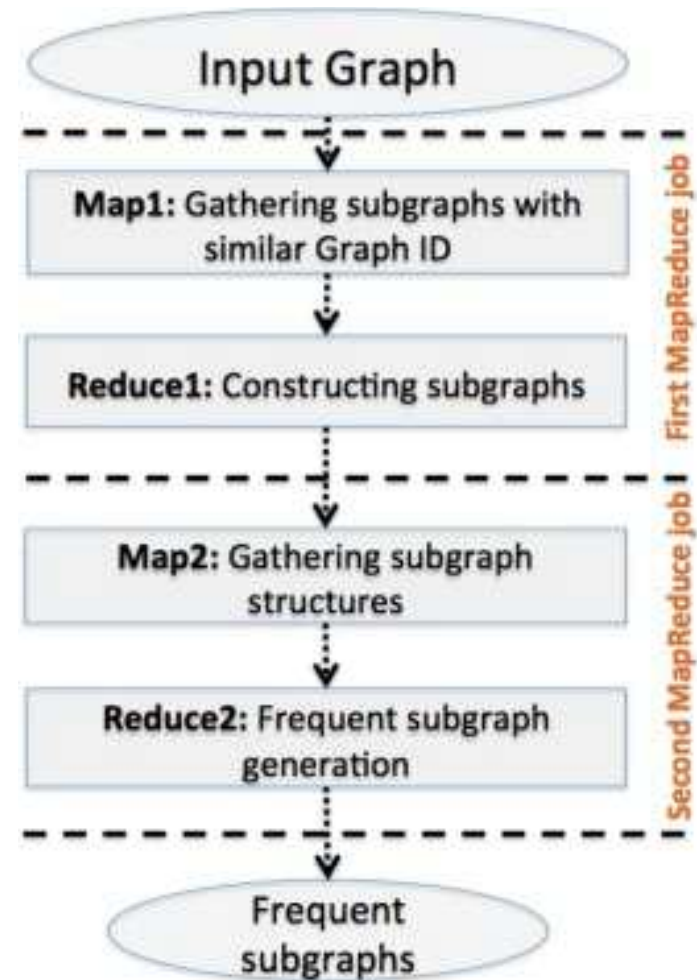 Input Graph
Map1: Gathering subgraphs with
similar Graph ID
Reduce1: Constructing subgraphs
First MapReduce job
Map2: Gathering subgraph
structures
Reduce2: Frequent subgraph
generation
Second MapReduce job
Frequent
subgraphs